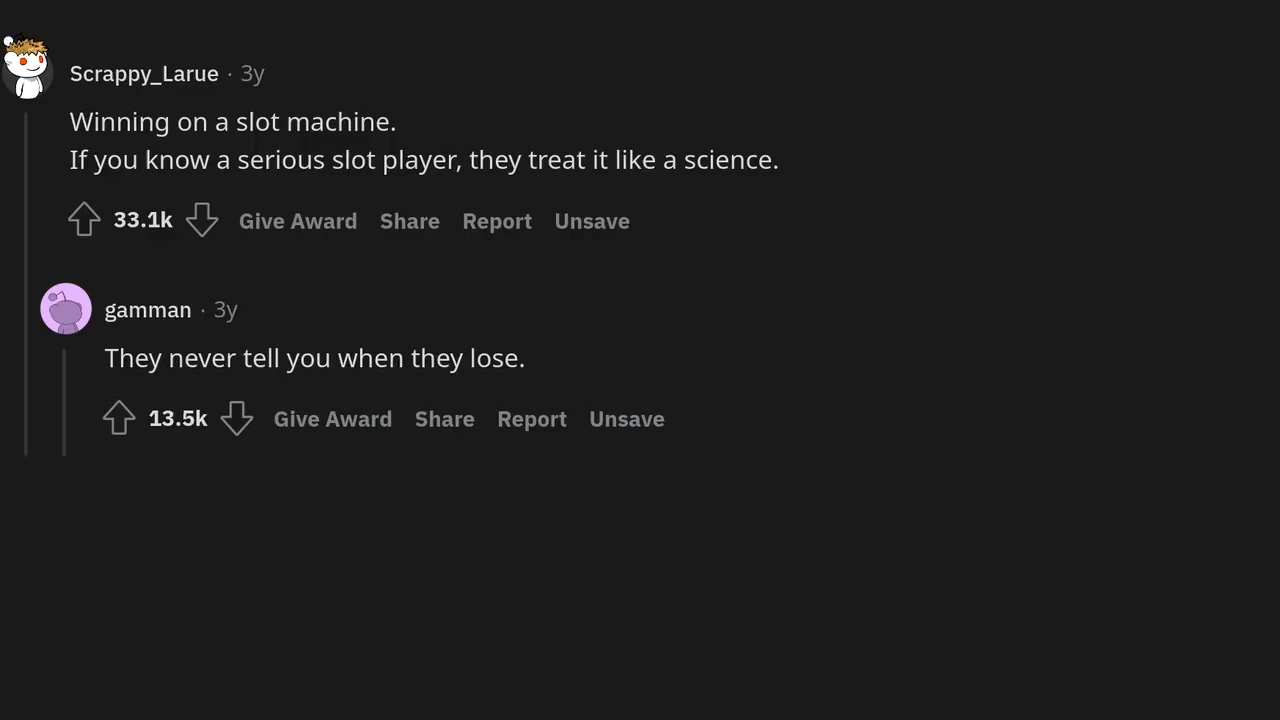 Scrappy_Larue · 3y
Winning on a slot machine.
If you know a serious slot player, they treat it like a science.
33.1k Give Award Share Report Unsave
gamman · 3y
They never tell you when they lose.
13.5k Give Award Share Report Unsave